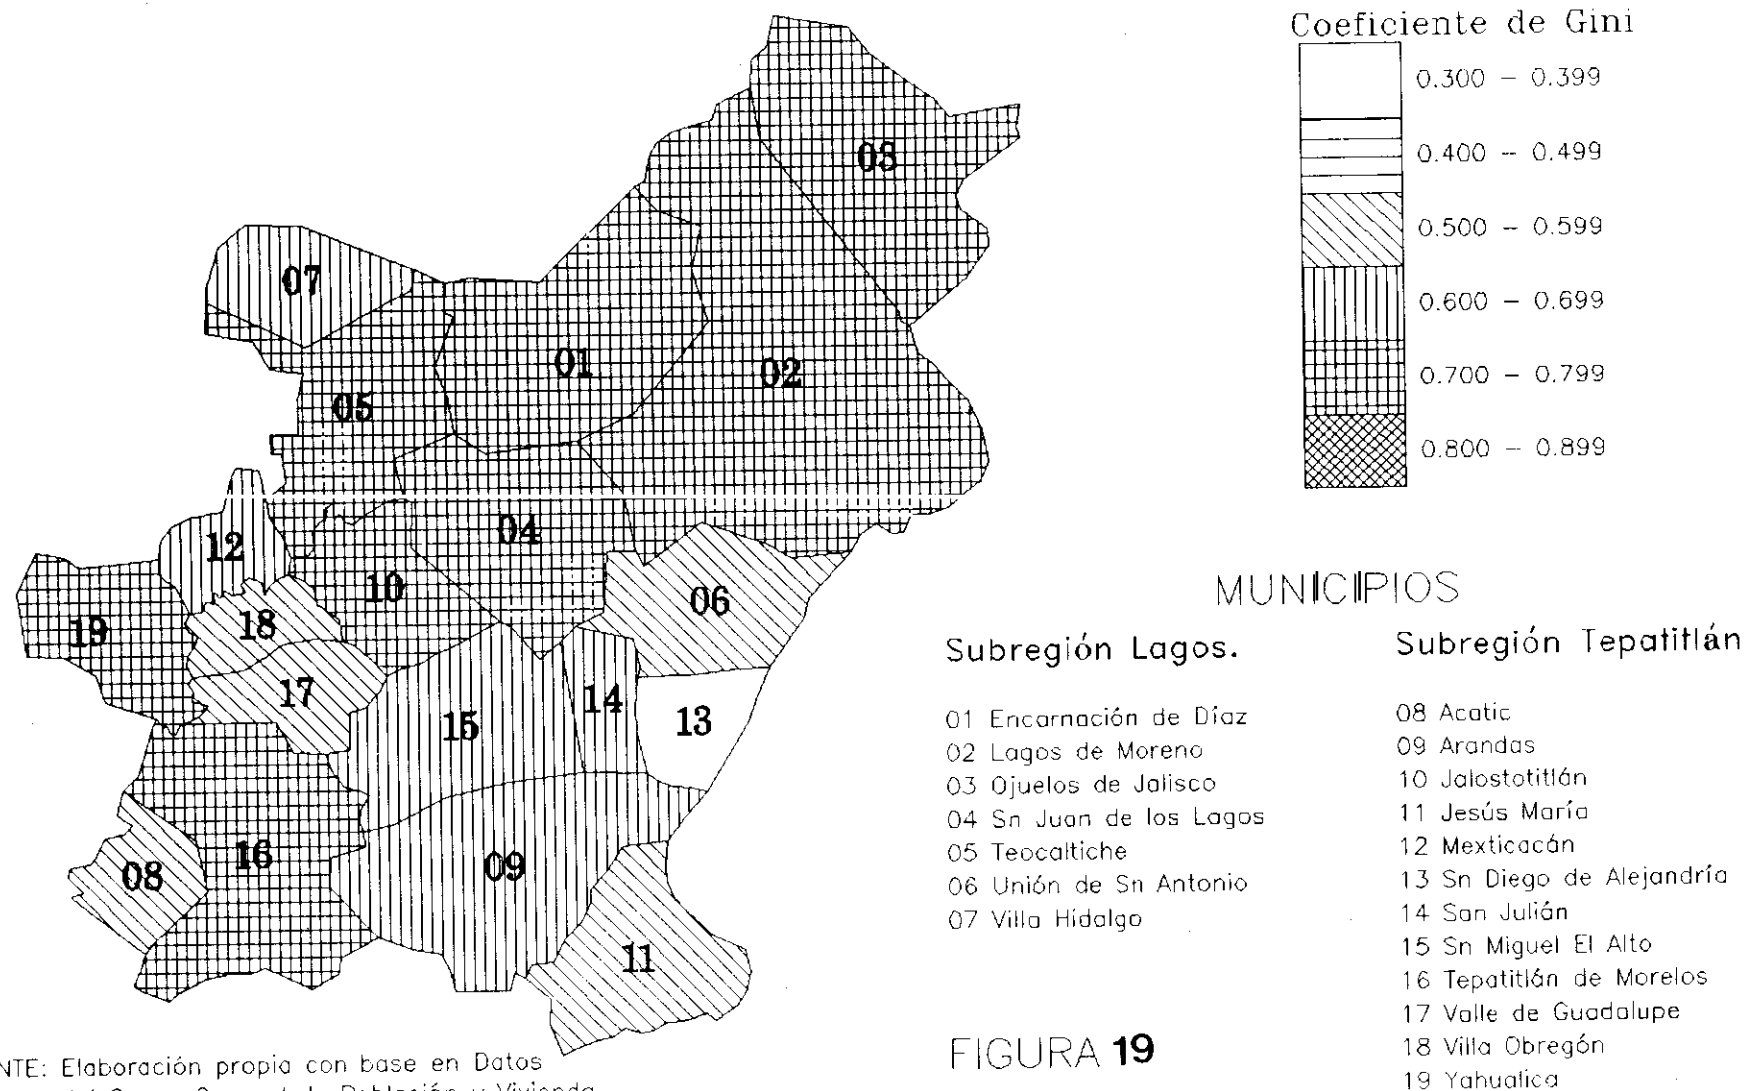 Coeficiente de Gini
0.300 - 0.399
0.400 - 0.499
0.500 - 0.599
0.600 - 0.699
0.700 - 0.799
0.800 - 0.899
03
07
01
02
05
04
12
10
06
19
18
17
14
13
15
16
09
08
11
MUNICIPIOS
Subregión Lagos.
01 Encarnación de Díaz
02 Lagos de Moreno
03 Ojuelos de Jalisco
04 Sn Juan de los Lagos
05 Teocaltiche
06 Unión de Sn Antonio
07 Villa Hidalgo
Subregión Tepatitlán
08 Acatic
09 Arandas
10 Jalostotitlán
11 Jesús María
12 Mexticacán
13 Sn Diego de Alejandría
14 San Julián
15 Sn Miguel El Alto
16 Tepatitlán de Morelos
17 Valle de Guadalupe
18 Villa Obregón
19 Yahualica
FIGURA 19
NTE: Elaboración propia con base en Datos
Población y Vivienda